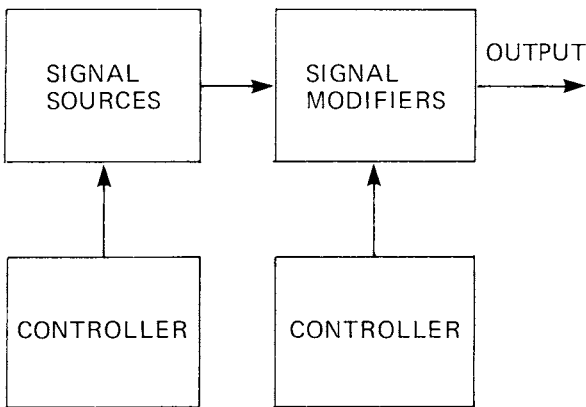 SIGNAL
SOURCES
SIGNAL
MODIFIERS
OUTPUT
CONTROLLER
CONTROLLER